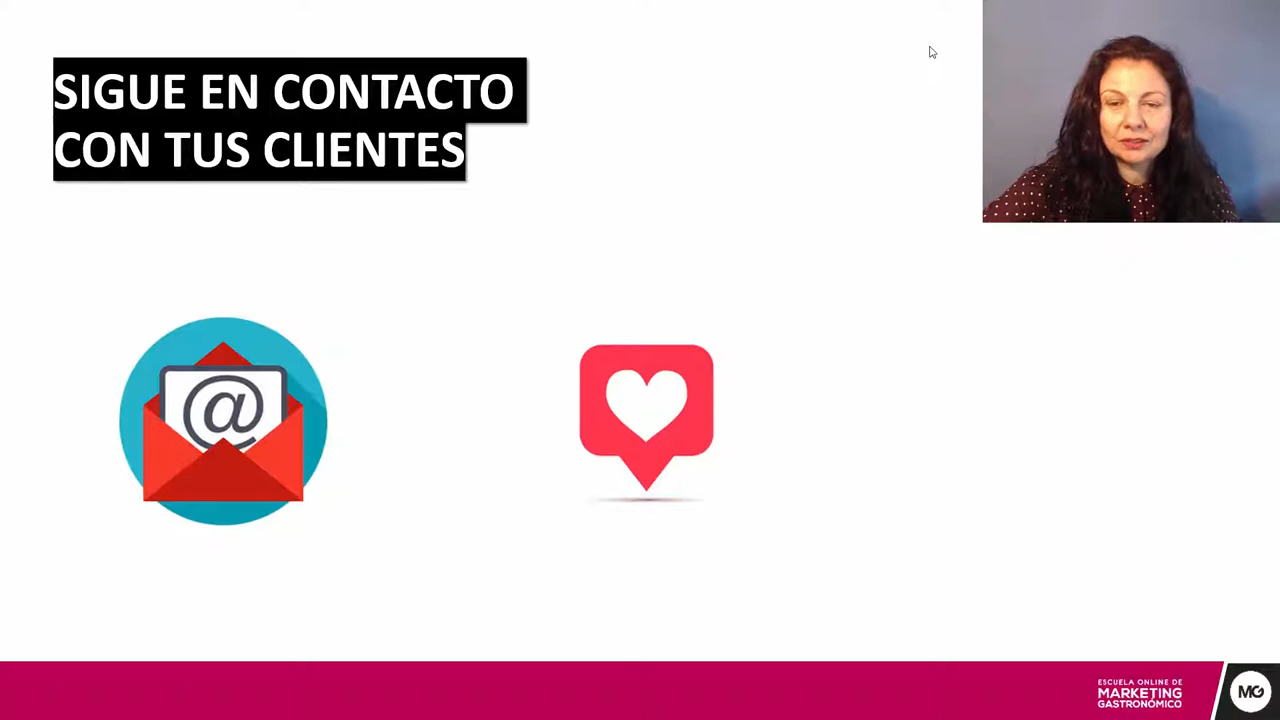 SIGUE EN CONTACTO
CON TUS CLIENTES
@
ESCUELA ONLINE DE
MARKETING
GASTRONÓMICO
MG